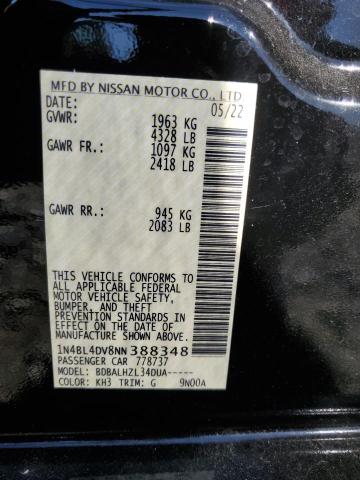 MFD BY NISSAN MOTOR CO., LTD
DATE: 05/22
GVWR: 1963 KG
4328 LB
GAWR FR: 1097 KG
2418 LB
GAWR RR: 945 KG
2083 LB
THIS VEHICLE CONFORMS TO
ALL APPLICABLE FEDERAL
MOTOR VEHICLE SAFETY,
BUMPER, AND THEFT
PREVENTION STANDARDS IN
EFFECT ON THE DATE OF
MANUFACTURE SHOWN ABOVE.
1N4BL4DV8NN388348
PASSENGER CAR 778737
MODEL: BDBALHZL34DUA-----
COLOR: KH3 TRIM: G 9N00A